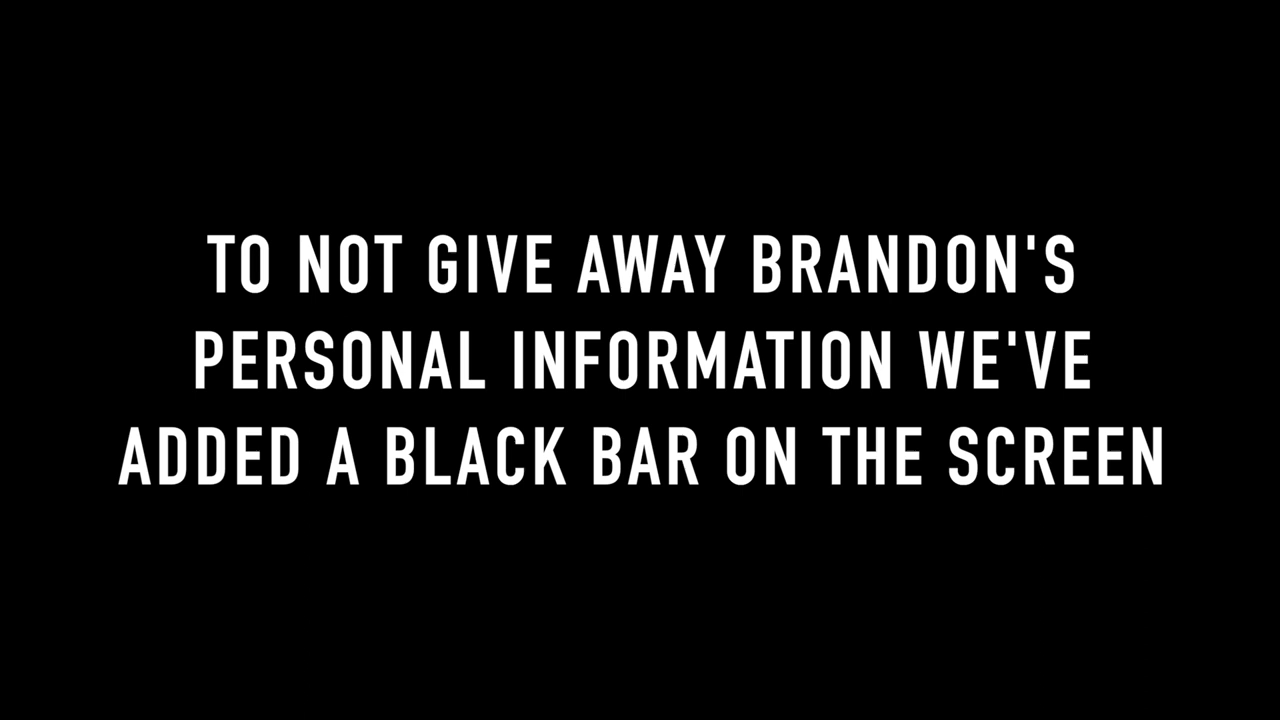 TO NOT GIVE AWAY BRANDON'S
PERSONAL INFORMATION WE'VE
ADDED A BLACK BAR ON THE SCREEN